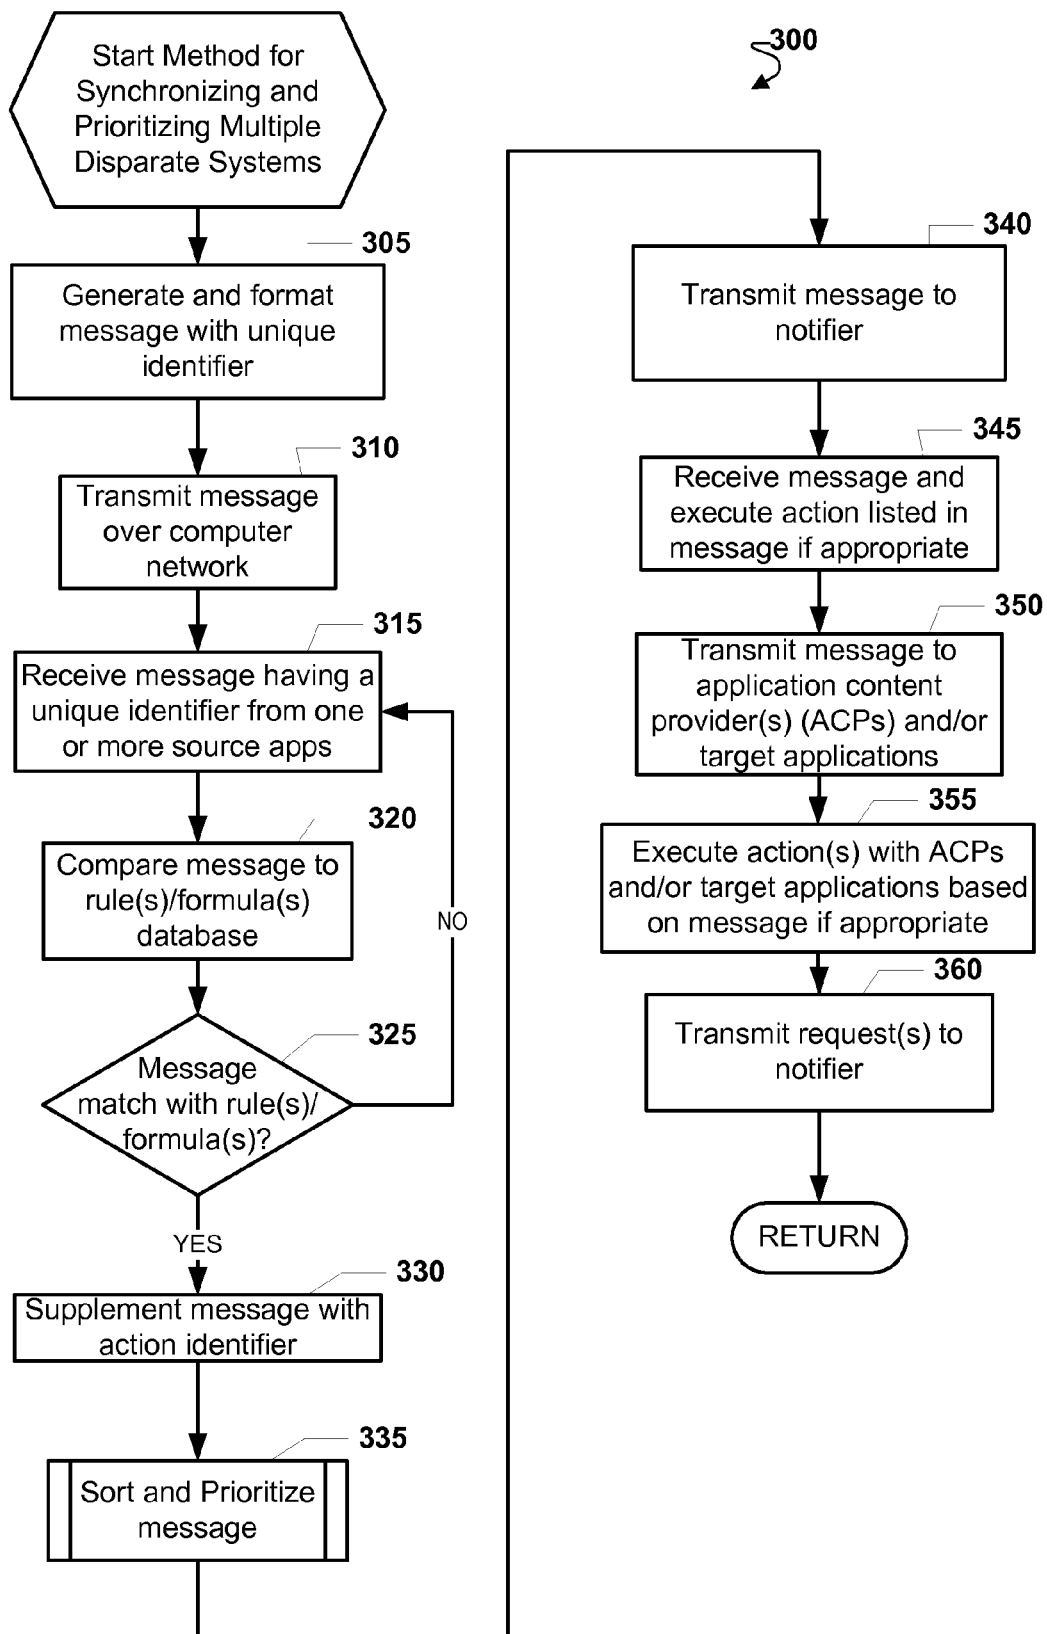 Start Method for
Synchronizing and
Prioritizing Multiple
Disparate Systems
300
305
Generate and format
message with unique
identifier
310
Transmit message
over computer
network
315
Receive message having a
unique identifier from one
or more source apps
320
Compare message to
rule(s)/formula(s)
database
NO
325
Message
match with rule(s)/
formula(s)?
YES
330
Supplement message with
action identifier
335
Sort and Prioritize
message
340
Transmit message to
notifier
345
Receive message and
execute action listed in
message if appropriate
350
Transmit message to
application content
provider(s) (ACPs) and/or
target applications
355
Execute action(s) with ACPs
and/or target applications based
on message if appropriate
360
Transmit request(s) to
notifier
RETURN